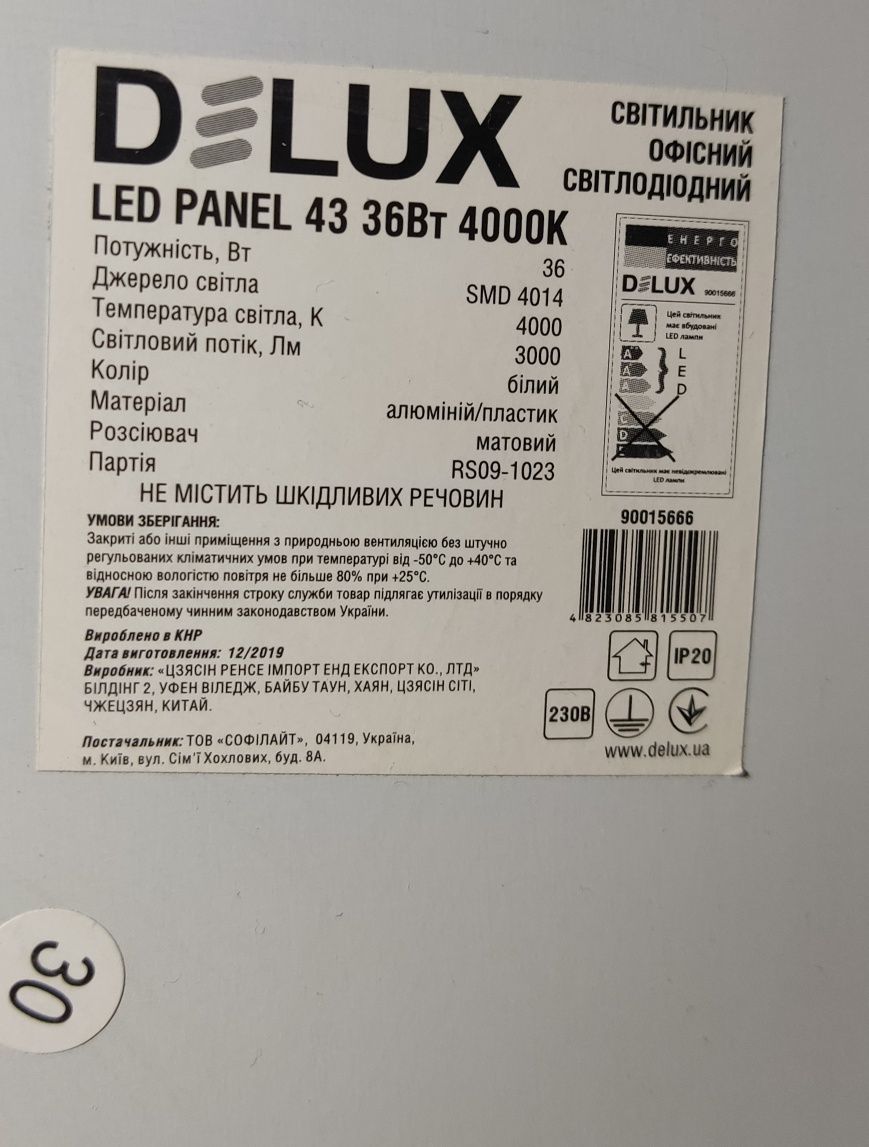 DELUX
СВІТИЛЬНИК
ОФІСНИЙ
СВІТЛОДІОДНИЙ
LED PANEL 43 36Вт 4000K
Потужність, Вт 36
Джерело світла SMD 4014
Температура світла, К 4000
Світловий потік, Лм 3000
Колір білий
Матеріал алюміній/пластик
Розсіювач матовий
Партія RS09-1023
НЕ МІСТИТЬ ШКІДЛИВИХ РЕЧОВИН
УМОВИ ЗБЕРІГАННЯ:
Закриті або інші приміщення з природньою вентиляцією без штучно
регульованих кліматичних умов при температурі від -50°С до +40°С та
відносною вологістю повітря не більше 80% при +25°С.
УВАГА! Після закінчення строку служби товар підлягає утилізації в порядку
передбаченому чинним законодавством України.
Вироблено в КНР
Дата виготовлення: 12/2019
Виробник: «ЦЗЯСІН РЕНСЕ ІМПОРТ ЕНД ЕКСПОРТ КО., ЛТД»
БІЛДІНГ 2, УФЕН ВІЛЕДЖ, БАЙБУ ТАУН, ХАЯН, ЦЗЯСІН СІТІ,
ЧЖЕЦЗЯН, КИТАЙ.
Постачальник: ТОВ «СОФІЛАЙТ», 04119, Україна,
м. Київ, вул. Сім'ї Хохлових, буд. 8А.
ЕНЕРГО
ЕФЕКТИВНІСТЬ
DELUX 90015666
Цей світильник
має вбудовані
LED лампи
A
A
A
L
E
D
C
D
E
Цей світильник має невідокремлювані
LED лампи
90015666
4 823085 815507
IP20
230В
www.delux.ua
30